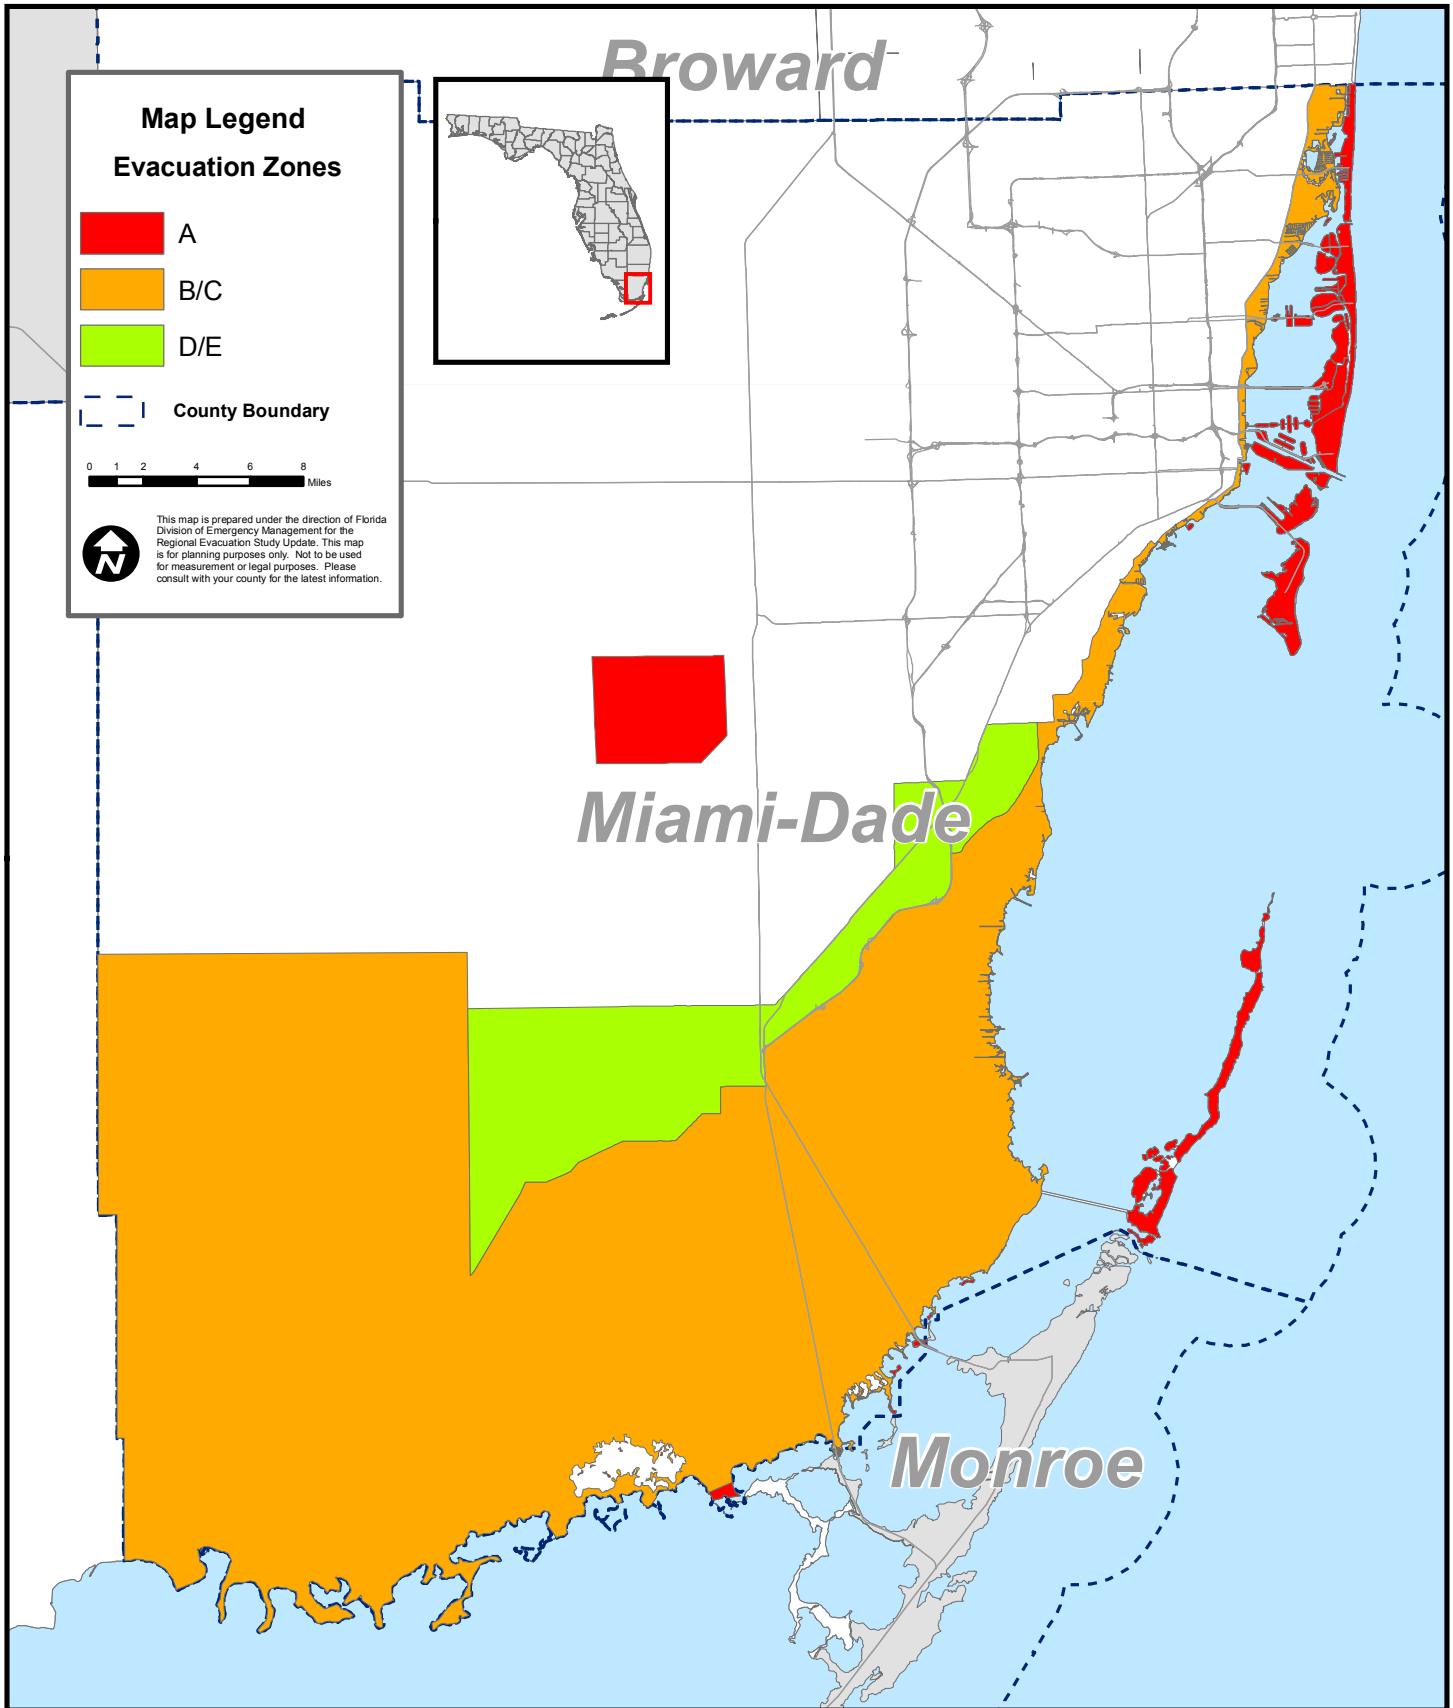 Broward
Map Legend
Evacuation Zones
A
B/C
D/E
County Boundary
0 1 2 4 6 8
Miles
N
This map is prepared under the direction of Florida
Division of Emergency Management for the
Regional Evacuation Study Update. This map
is for planning purposes only. Not to be used
for measurement or legal purposes. Please
consult with your county for the latest information.
Miami-Dade
Monroe